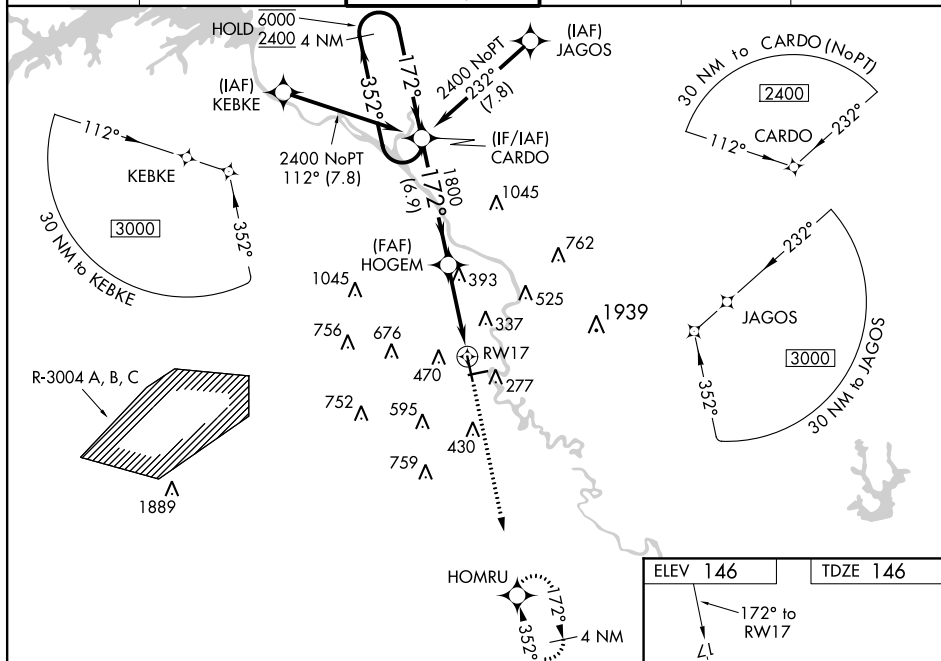 HOLD 6000
2400 4 NM
352°
172°
(IAF)
JAGOS
2400 NoPT
232°
(7.8)
(IAF)
KEBKE
2400 NoPT
112° (7.8)
(IF/IAF)
CARDO
1800
172°
(6.9)
30 NM to CARDO (NoPT)
2400
CARDO
112°
232°
112°
KEBKE
3000
352°
30 NM to KEBKE
1045
762
(FAF)
HOGEM
393
1045
525
1939
337
756
676
RW17
470
277
232°
JAGOS
3000
352°
30 NM to JAGOS
R-3004 A, B, C
752
595
430
759
1889
HOMRU
172°
352°
4 NM
ELEV 146
TDZE 146
172° to
RW17
17